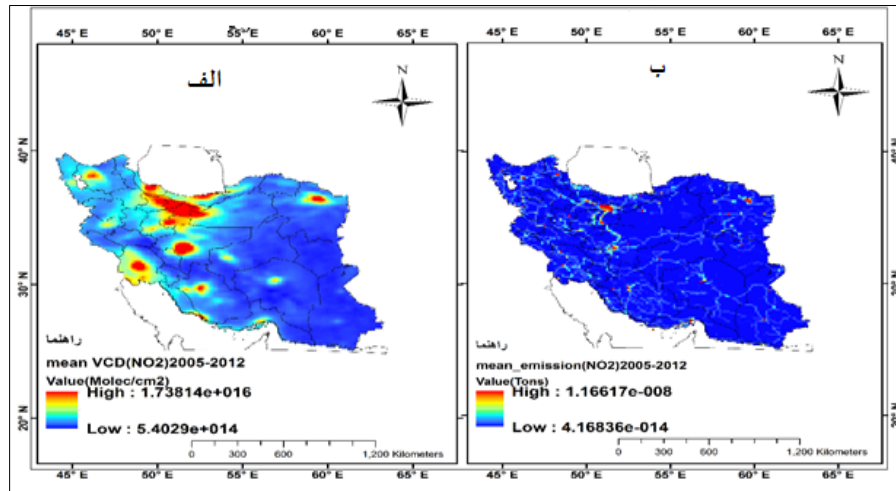 45° E 50° E 55° E 60° E 65° E 45° E 50° E 55° E 60° E 65° E
الف
ب
N
N
40° N
40° N
30° N
30° N
20° N
20° N
راهنما
mean VCD(NO2)2005-2012
Value(Molec/cm2)
High : 1.73814e+016
Low : 5.4029e+014
0 300 600 1,200 Kilometers
راهنما
mean_emission(NO2)2005-2012
Value(Tons)
High : 1.16617e-008
Low : 4.16836e-014
0 300 600 1,200 Kilometers
45° E 50° E 55° E 60° E 65° E 45° E 50° E 55° E 60° E 65° E